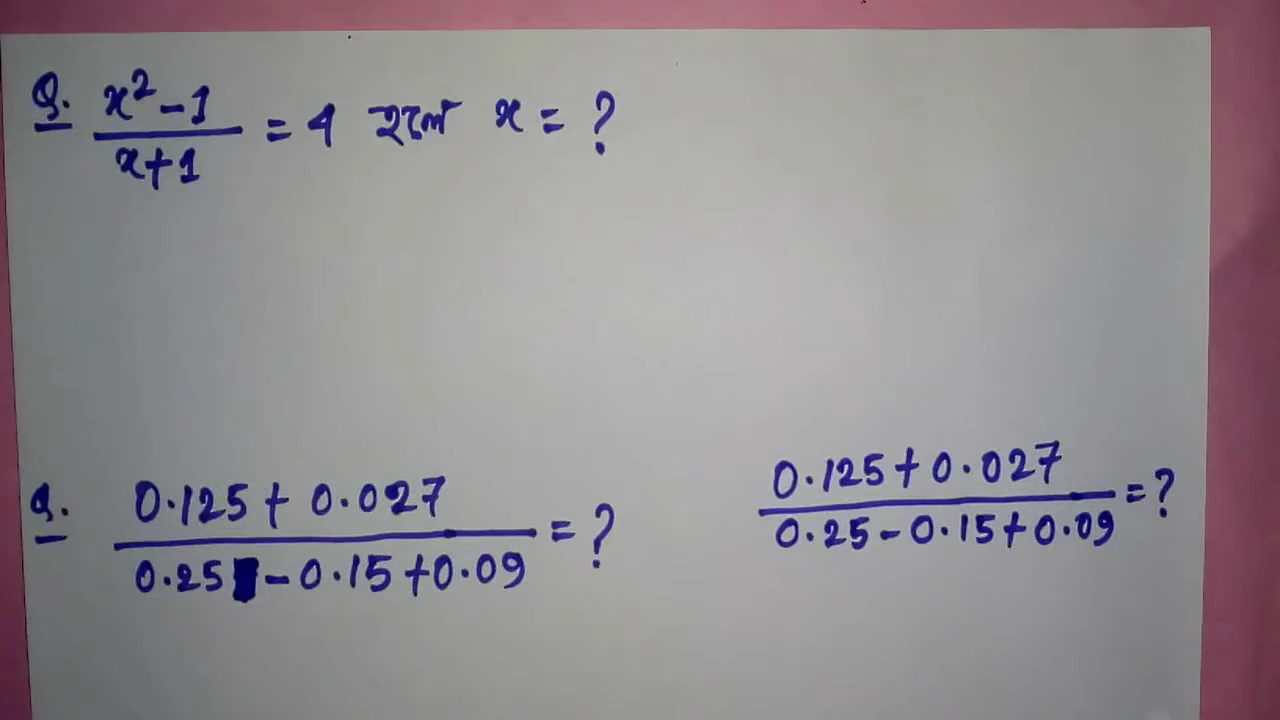 Q. x² - 1 / x + 1 = 4 হলে x = ?
Q. 0.125 + 0.027 / 0.25 - 0.15 + 0.09 = ?
0.125 + 0.027 / 0.25 - 0.15 + 0.09 = ?